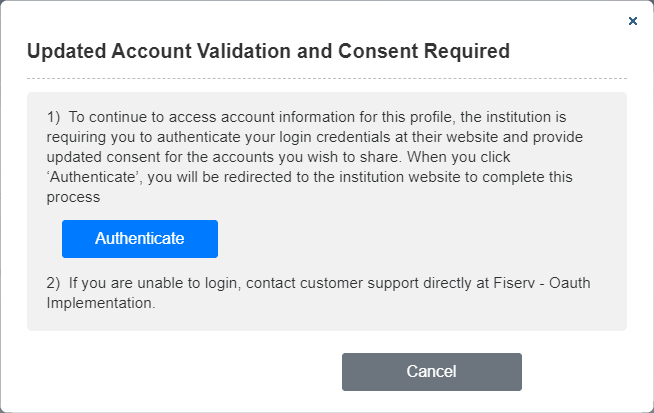 ×
Updated Account Validation and Consent Required
1) To continue to access account information for this profile, the institution is
requiring you to authenticate your login credentials at their website and provide
updated consent for the accounts you wish to share. When you click
‘Authenticate’, you will be redirected to the institution website to complete this
process
Authenticate
2) If you are unable to login, contact customer support directly at Fiserv - Oauth
Implementation.
Cancel